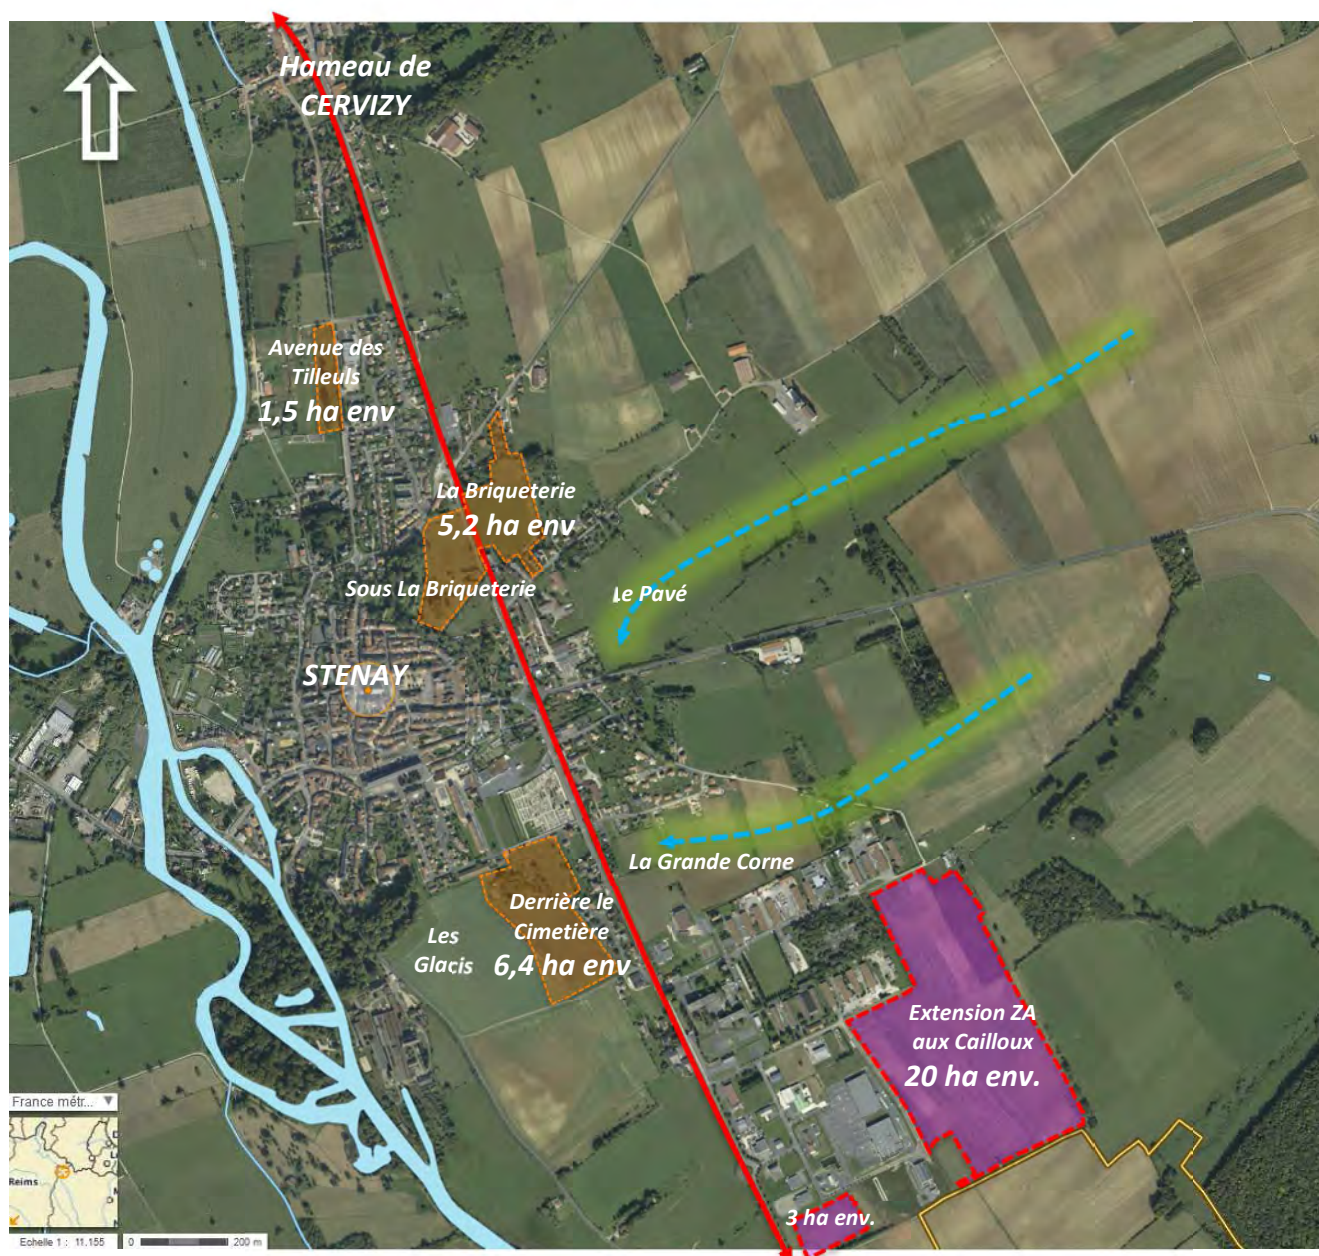 Hameau de
CERVIZY
Avenue des
Tilleuls
1,5 ha env
La Briqueterie
5,2 ha env
Sous La Briqueterie
Le Pavé
STENAY
La Grande Corne
Derrière le
Cimetière
6,4 ha env
Les
Glacis
Extension ZA
aux Cailloux
20 ha env.
3 ha env.
France métr...
Reims
Echelle 1 : 11.155
0 200 m